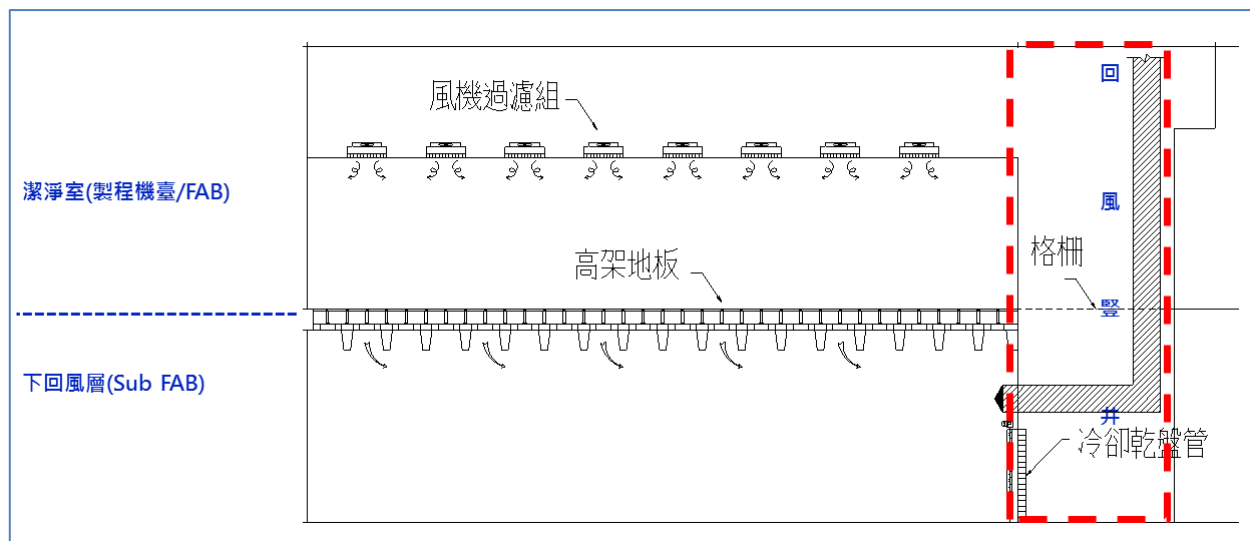 風機過濾組
潔淨室(製程機臺/FAB)
高架地板
下回風層(Sub FAB)
回
風
豎
井
格柵
冷卻乾盤管